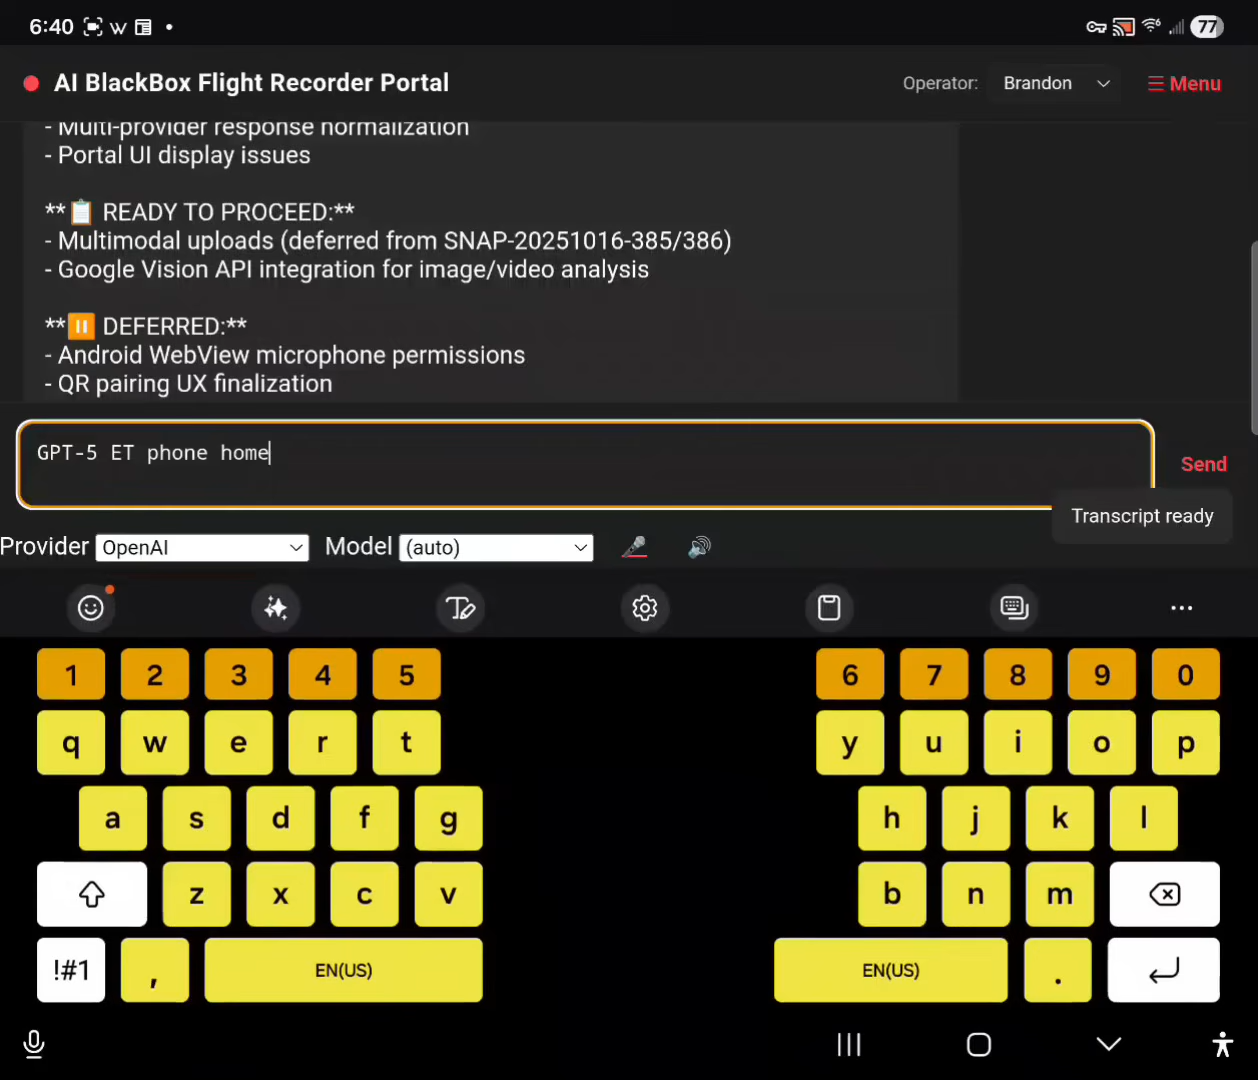 6:40 W 77
AI BlackBox Flight Recorder Portal Operator: Brandon Menu
- Multi-provider response normalization
- Portal UI display issues
**📋 READY TO PROCEED:**
- Multimodal uploads (deferred from SNAP-20251016-385/386)
- Google Vision API integration for image/video analysis
**⏸️ DEFERRED:**
- Android WebView microphone permissions
- QR pairing UX finalization
GPT-5 ET phone home
Send
Transcript ready
Provider OpenAI Model (auto)
1 2 3 4 5 6 7 8 9 0
q w e r t y u i o p
a s d f g h j k l
z x c v b n m
!#1 , EN(US) EN(US) .